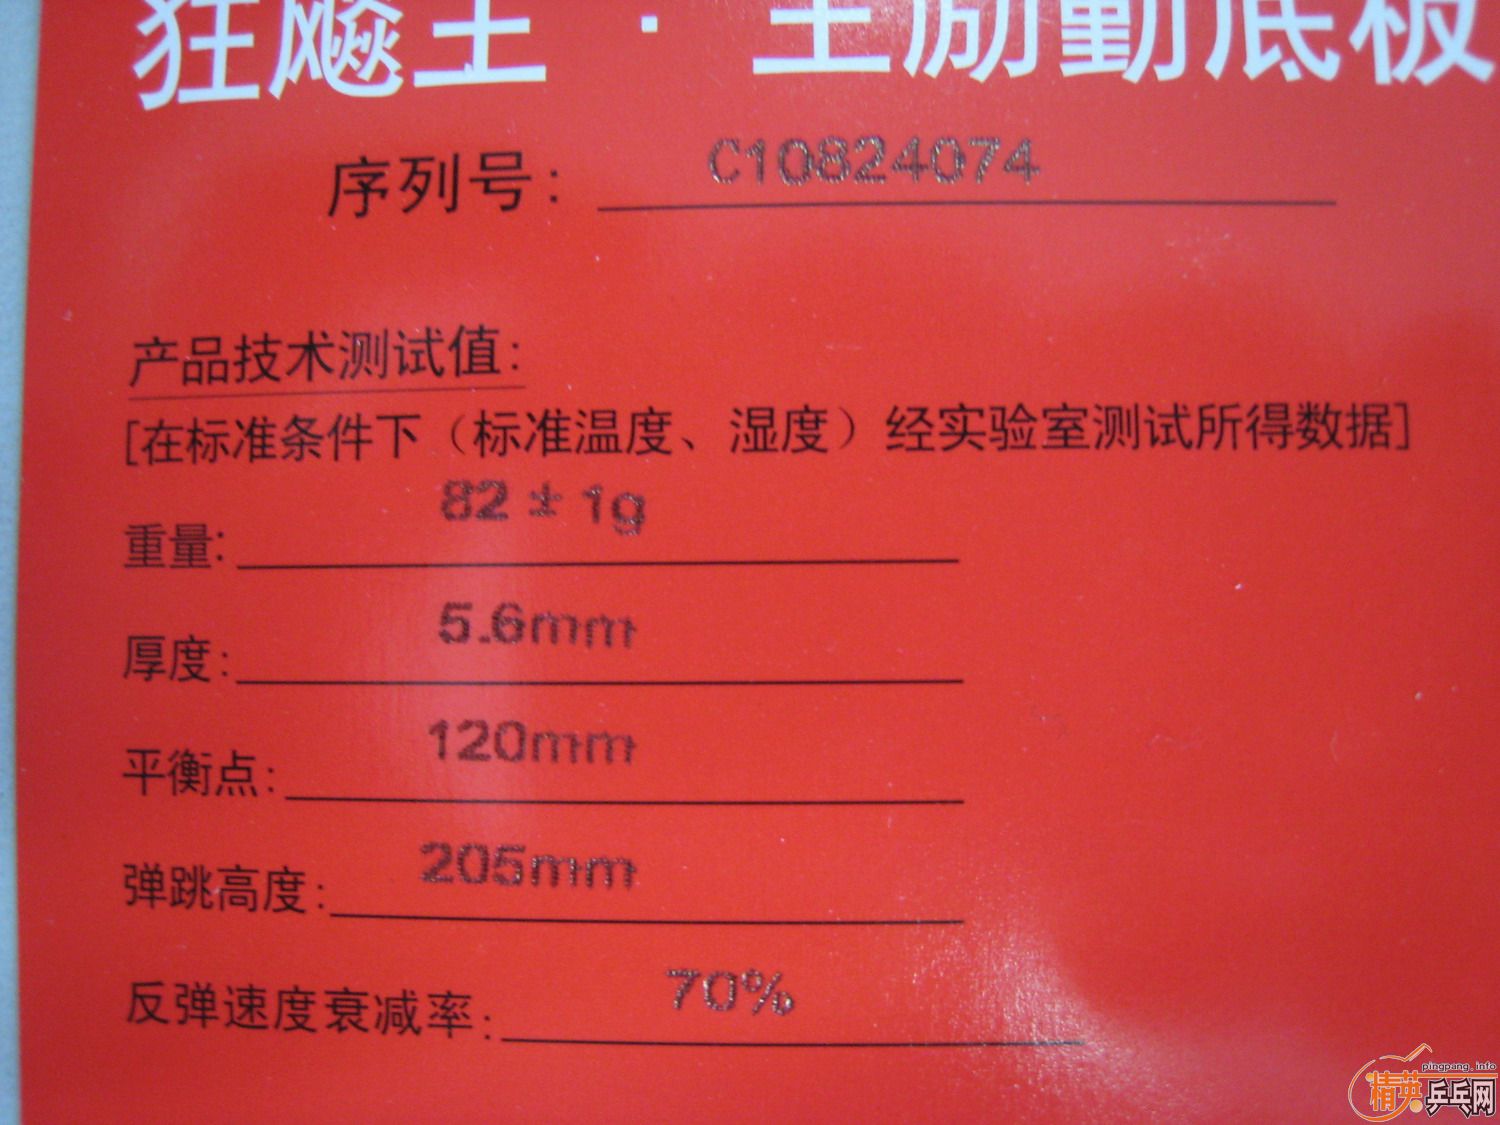 狂飚王·王励勤底板
序列号: C10824074
产品技术测试值:
[在标准条件下（标准温度、湿度）经实验室测试所得数据]
重量: 82±1g
厚度: 5.6mm
平衡点: 120mm
弹跳高度: 205mm
反弹速度衰减率: 70%
pingpang.info
精英乒乓网